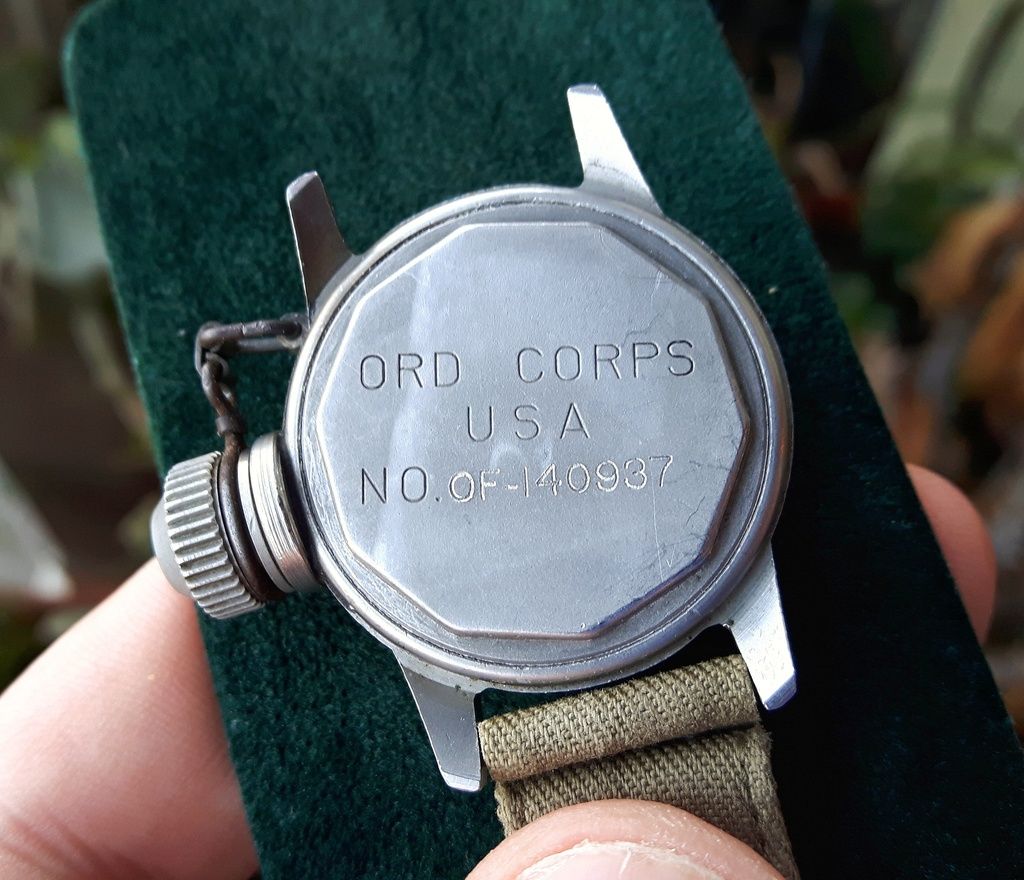 ORD CORPS
USA
NO. OF-140937